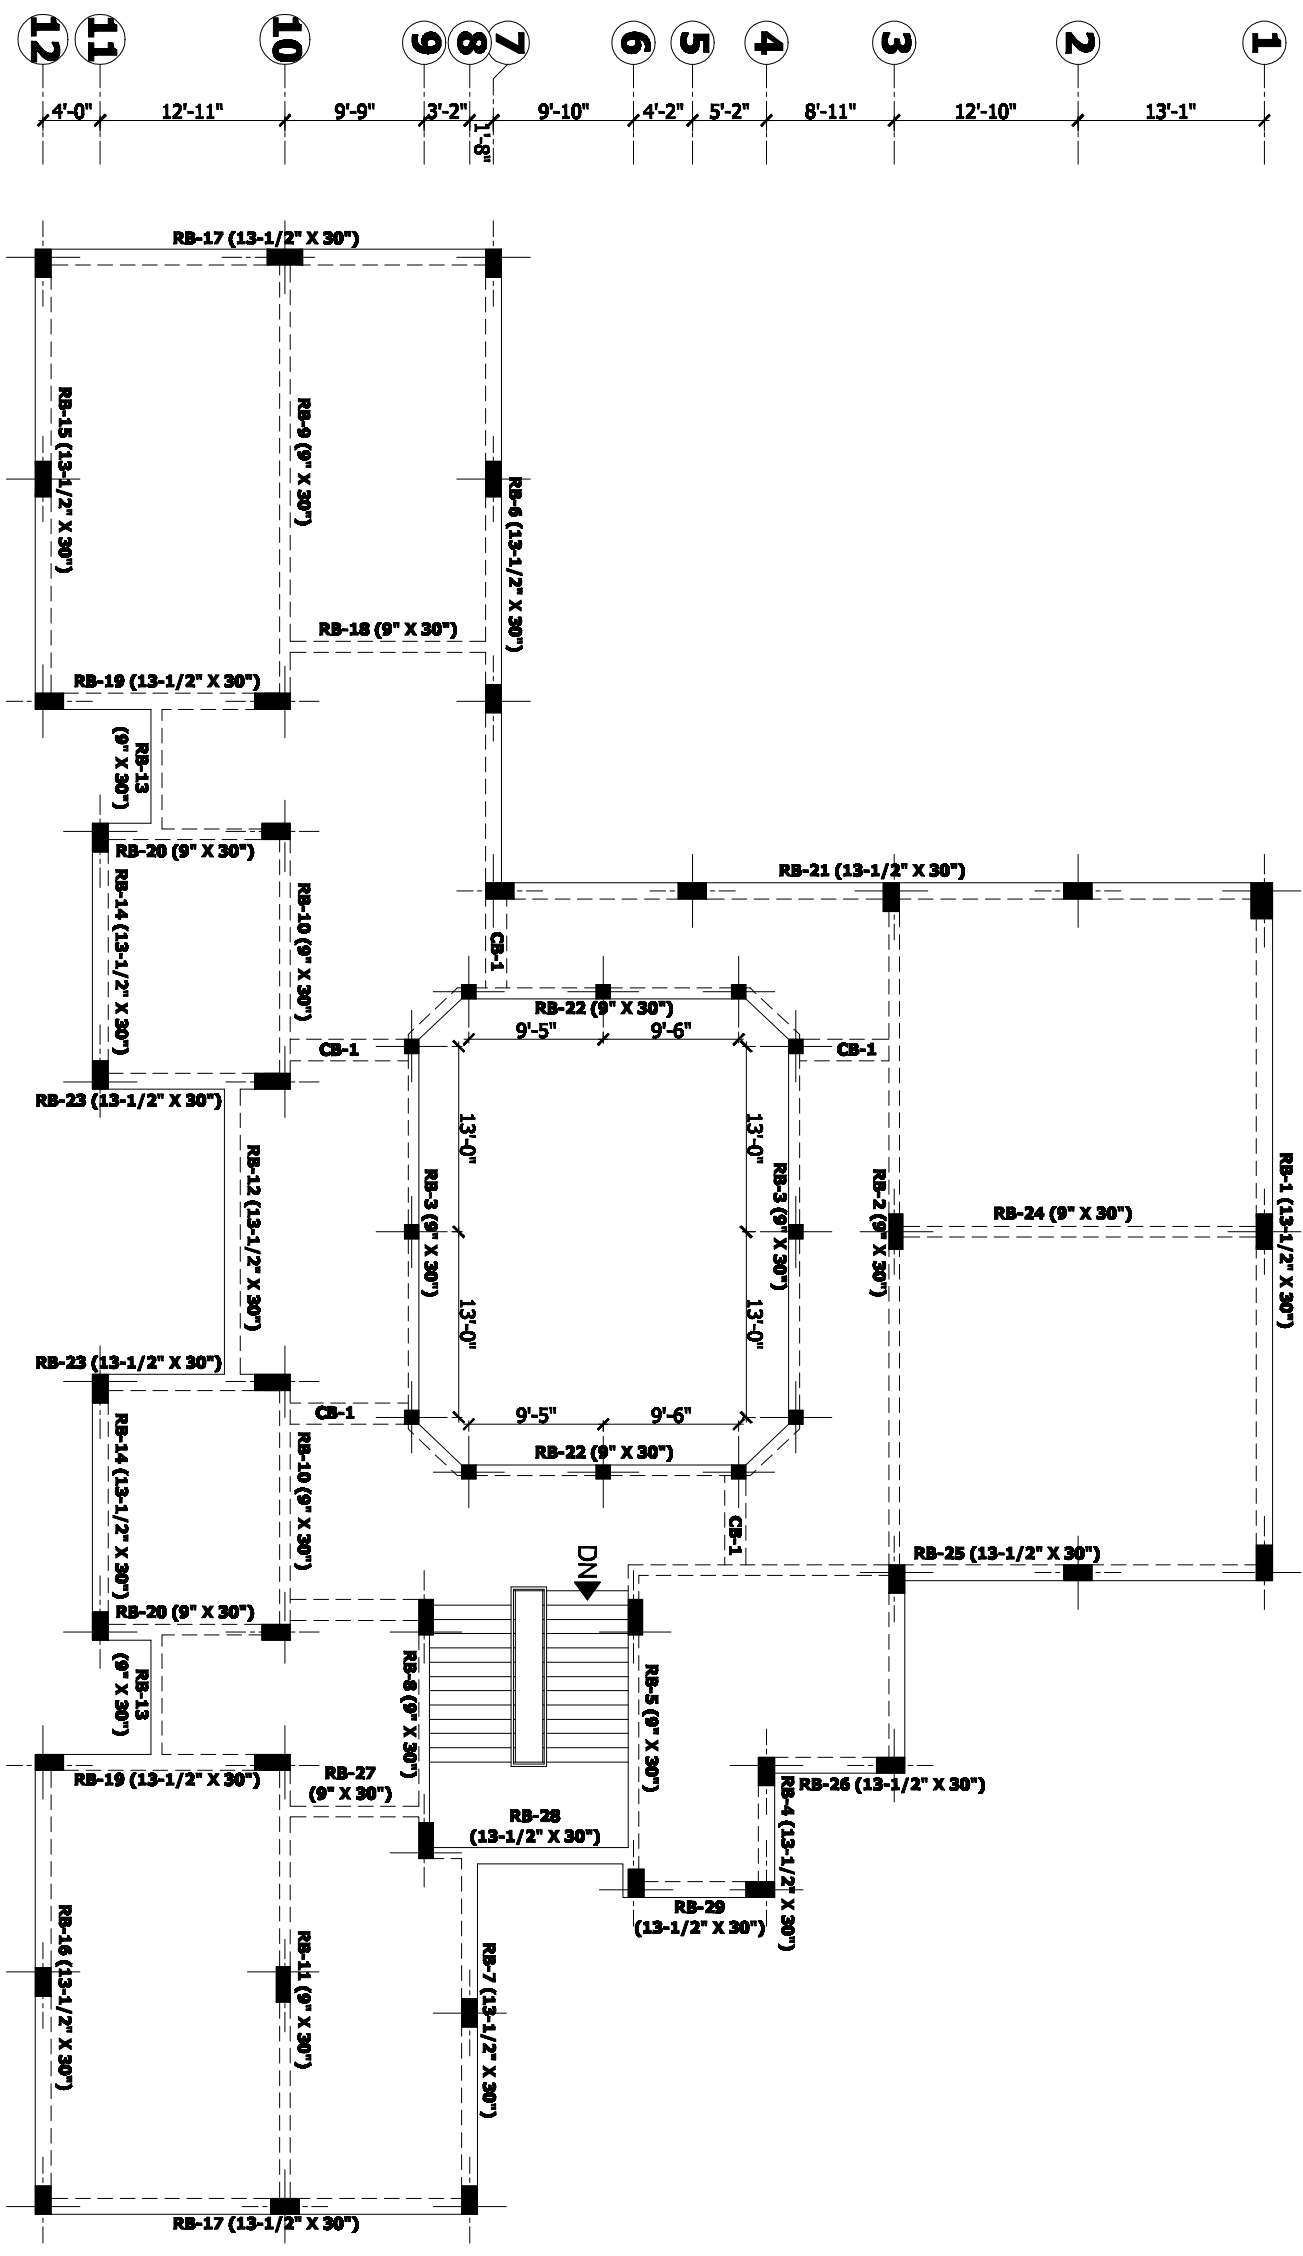 12
11
10
9
8
7
6
5
4
3
2
1
4'-0"
12'-11"
9'-9"
3'-2"
1'-8"
9'-10"
4'-2"
5'-2"
8'-11"
12'-10"
13'-1"
RB-17 (13-1/2" X 30")
RB-15 (13-1/2" X 30")
RB-9 (9" X 30")
RB-6 (13-1/2" X 30")
RB-18 (9" X 30")
RB-19 (13-1/2" X 30")
RB-13
(9" X 30")
RB-20 (9" X 30")
RB-21 (13-1/2" X 30")
RB-14 (13-1/2" X 30")
RB-10 (9" X 30")
CB-1
RB-22 (9" X 30")
9'-5"
9'-6"
CB-1
CB-1
RB-23 (13-1/2" X 30")
13'-0"
13'-0"
RB-12 (13-1/2" X 30")
RB-3 (9" X 30")
RB-3 (9" X 30")
RB-2 (9" X 30")
RB-24 (9" X 30")
RB-1 (13-1/2" X 30")
13'-0"
13'-0"
RB-23 (13-1/2" X 30")
CB-1
9'-5"
9'-6"
RB-22 (9" X 30")
RB-14 (13-1/2" X 30")
RB-10 (9" X 30")
CB-1
DN
RB-25 (13-1/2" X 30")
RB-20 (9" X 30")
RB-13
(9" X 30")
RB-8 (9" X 30")
RB-5 (9" X 30")
RB-19 (13-1/2" X 30")
RB-27
(9" X 30")
RB-26 (13-1/2" X 30")
RB-4 (13-1/2" X 30")
RB-28
(13-1/2" X 30")
RB-29
(13-1/2" X 30")
RB-16 (13-1/2" X 30")
RB-11 (9" X 30")
RB-7 (13-1/2" X 30")
RB-17 (13-1/2" X 30")